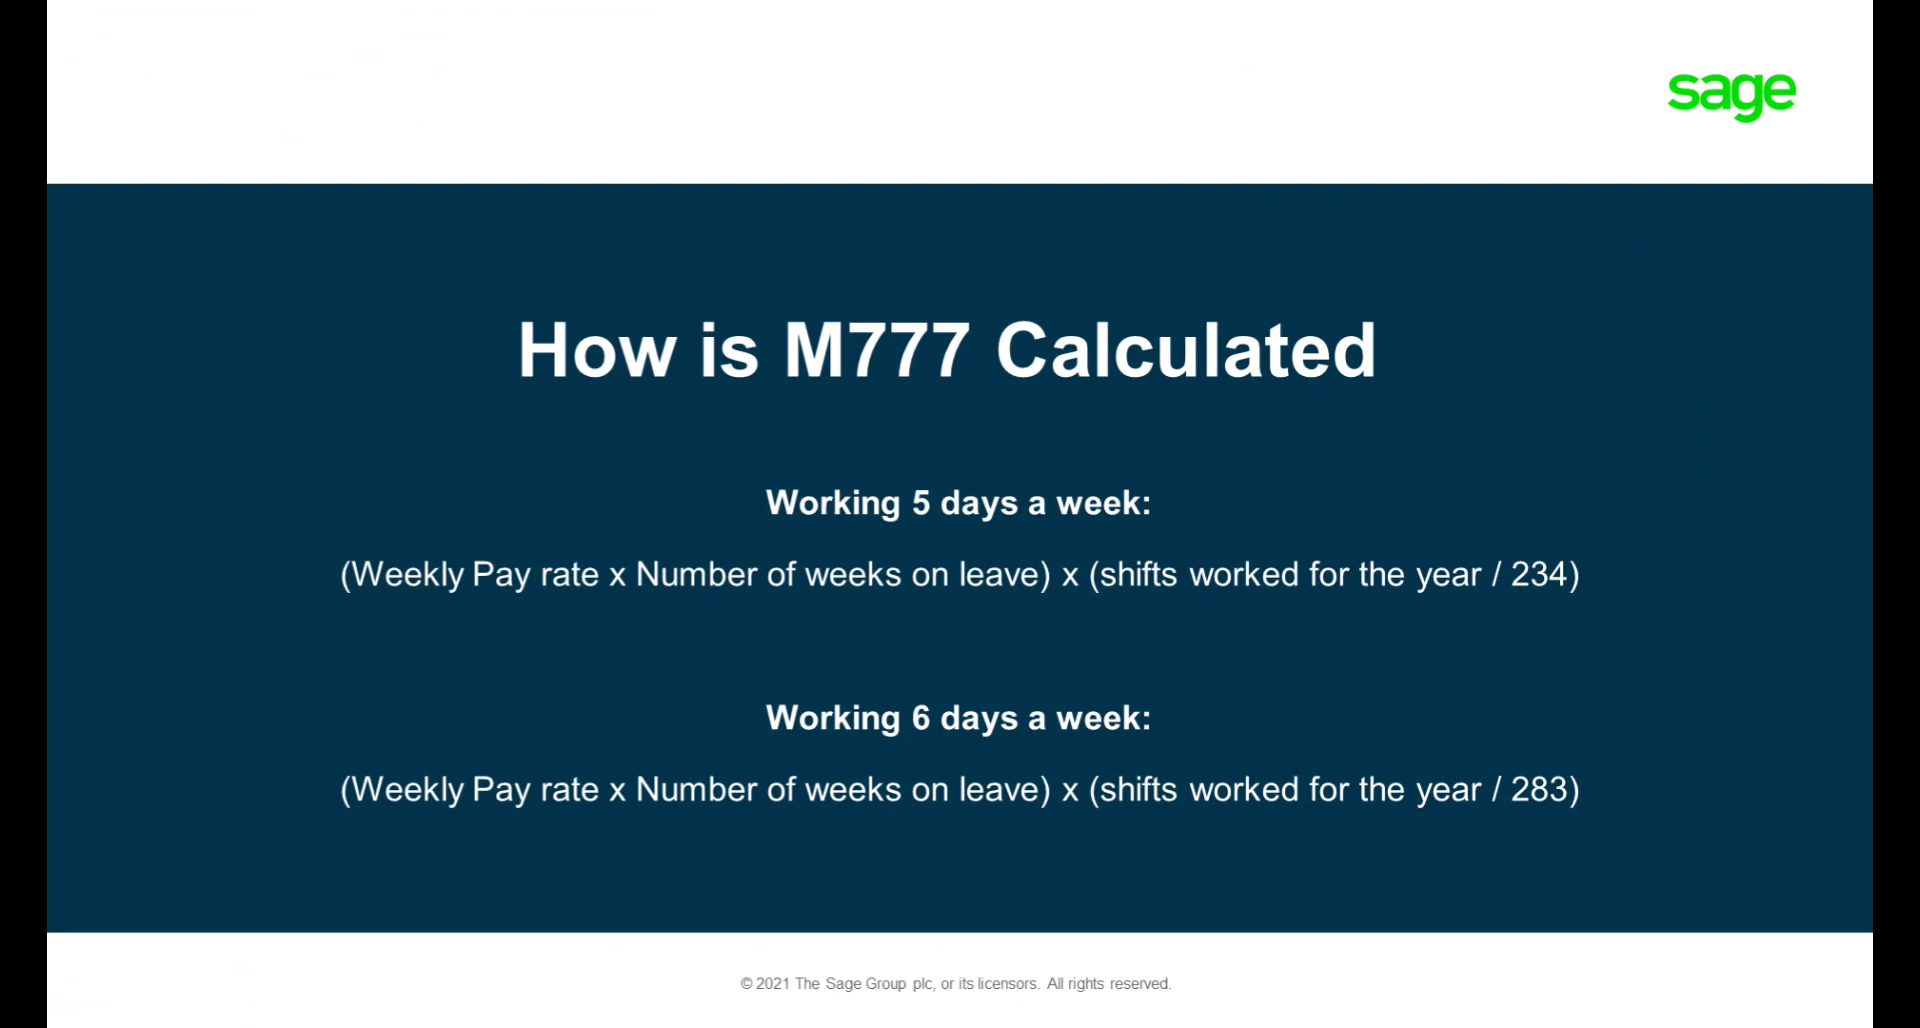 sage
How is M777 Calculated
Working 5 days a week:
(Weekly Pay rate x Number of weeks on leave) x (shifts worked for the year / 234)
Working 6 days a week:
(Weekly Pay rate x Number of weeks on leave) x (shifts worked for the year / 283)
© 2021 The Sage Group plc, or its licensors. All rights reserved.